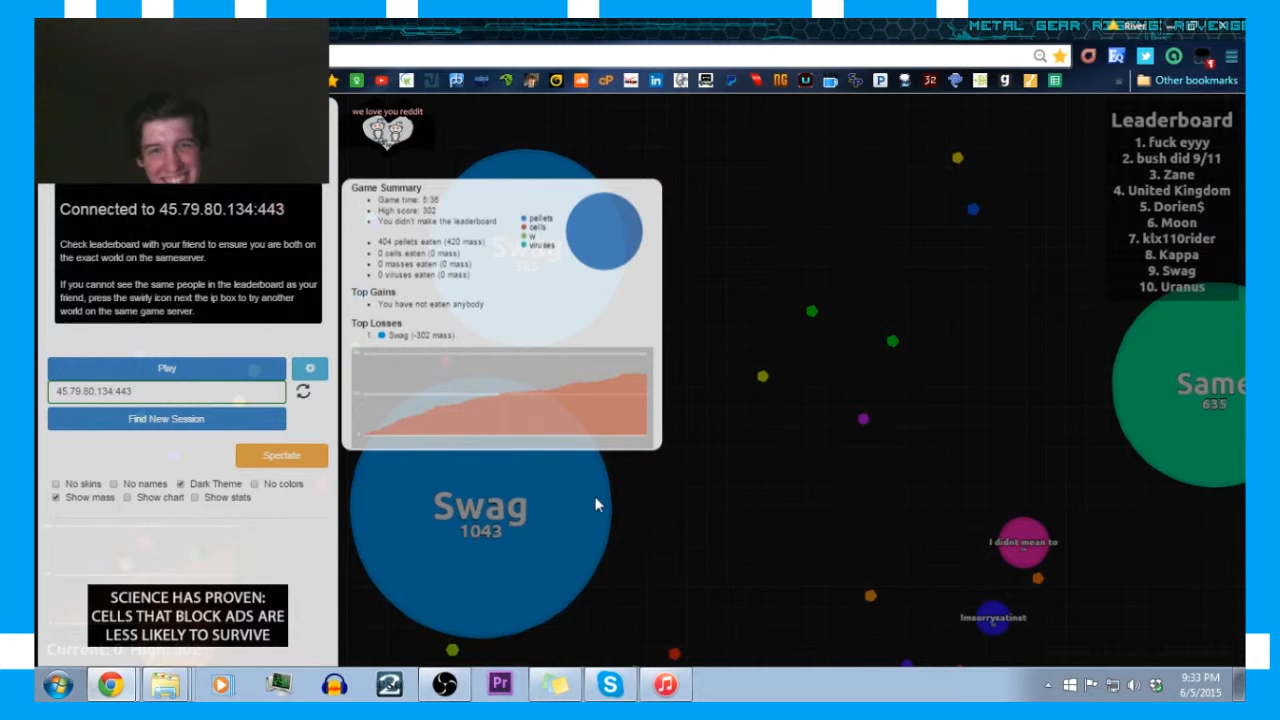 METAL GEAR RISING REVENGE
River
Other bookmarks
we love you reddit
Connected to 45.79.80.134:443
Check leaderboard with your friend to ensure you are both on
the exact world on the sameserver.
If you cannot see the same people in the leaderboard as your
friend, press the swirly icon next the ip box to try another
world on the same game server.
Play
45.79.80.134:443
Find New Session
Spectate
No skins No names Dark Theme No colors
Show mass Show chart Show stats
SCIENCE HAS PROVEN:
CELLS THAT BLOCK ADS ARE
LESS LIKELY TO SURVIVE
Current: 0 High: 302
Game Summary
Game time: 5:36
High score: 302
You didn't make the leaderboard
404 pellets eaten (420 mass)
0 cells eaten (0 mass)
0 masses eaten (0 mass)
0 viruses eaten (0 mass)
pellets
cells
w
viruses
Top Gains
You have not eaten anybody
Top Losses
1. Swag (-302 mass)
Swag
Swag
1043
Leaderboard
1. fuck eyyy
2. bush did 9/11
3. Zane
4. United Kingdom
5. Dorien$
6. Moon
7. klx110rider
8. Kappa
9. Swag
10. Uranus
Same
635
I didnt mean to
Imsorrysatinst
Pr
9:33 PM
6/5/2015